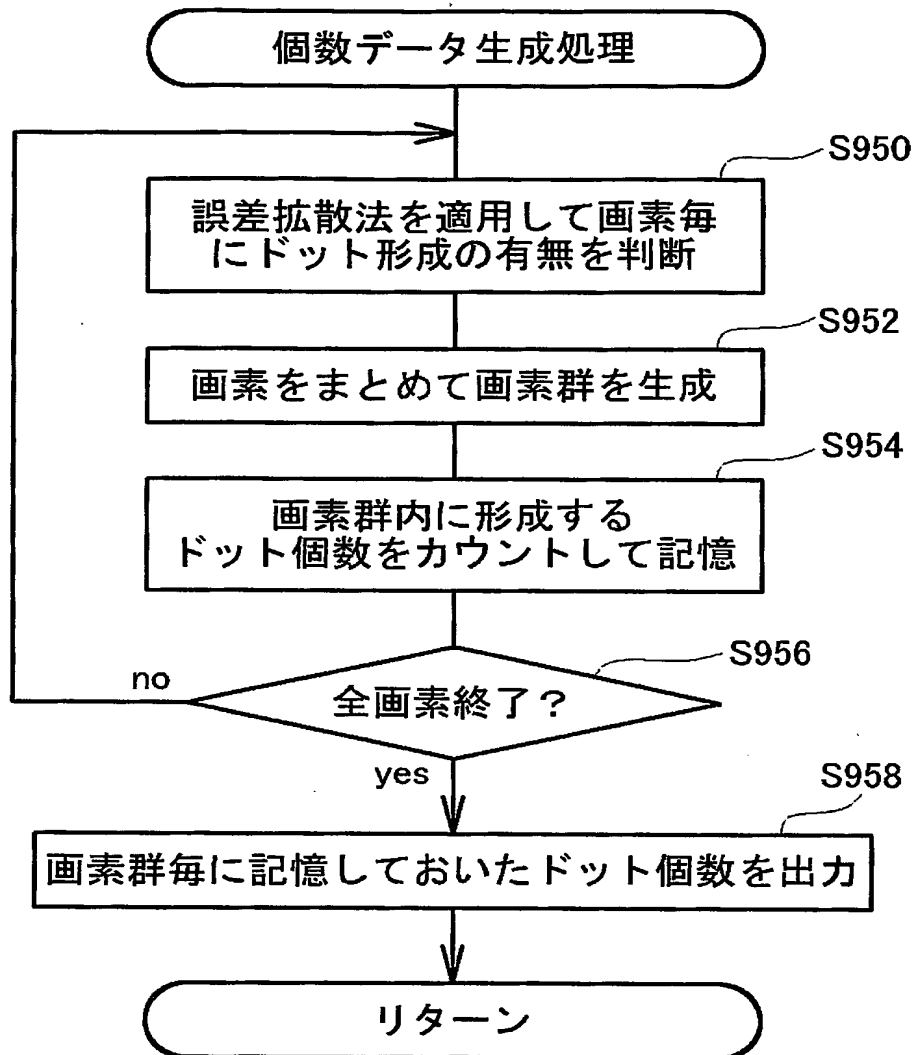 個数データ生成処理
S950
誤差拡散法を適用して画素毎
にドット形成の有無を判断
S952
画素をまとめて画素群を生成
S954
画素群内に形成する
ドット個数をカウントして記憶
S956
no
全画素終了?
yes
S958
画素群毎に記憶しておいたドット個数を出力
リターン